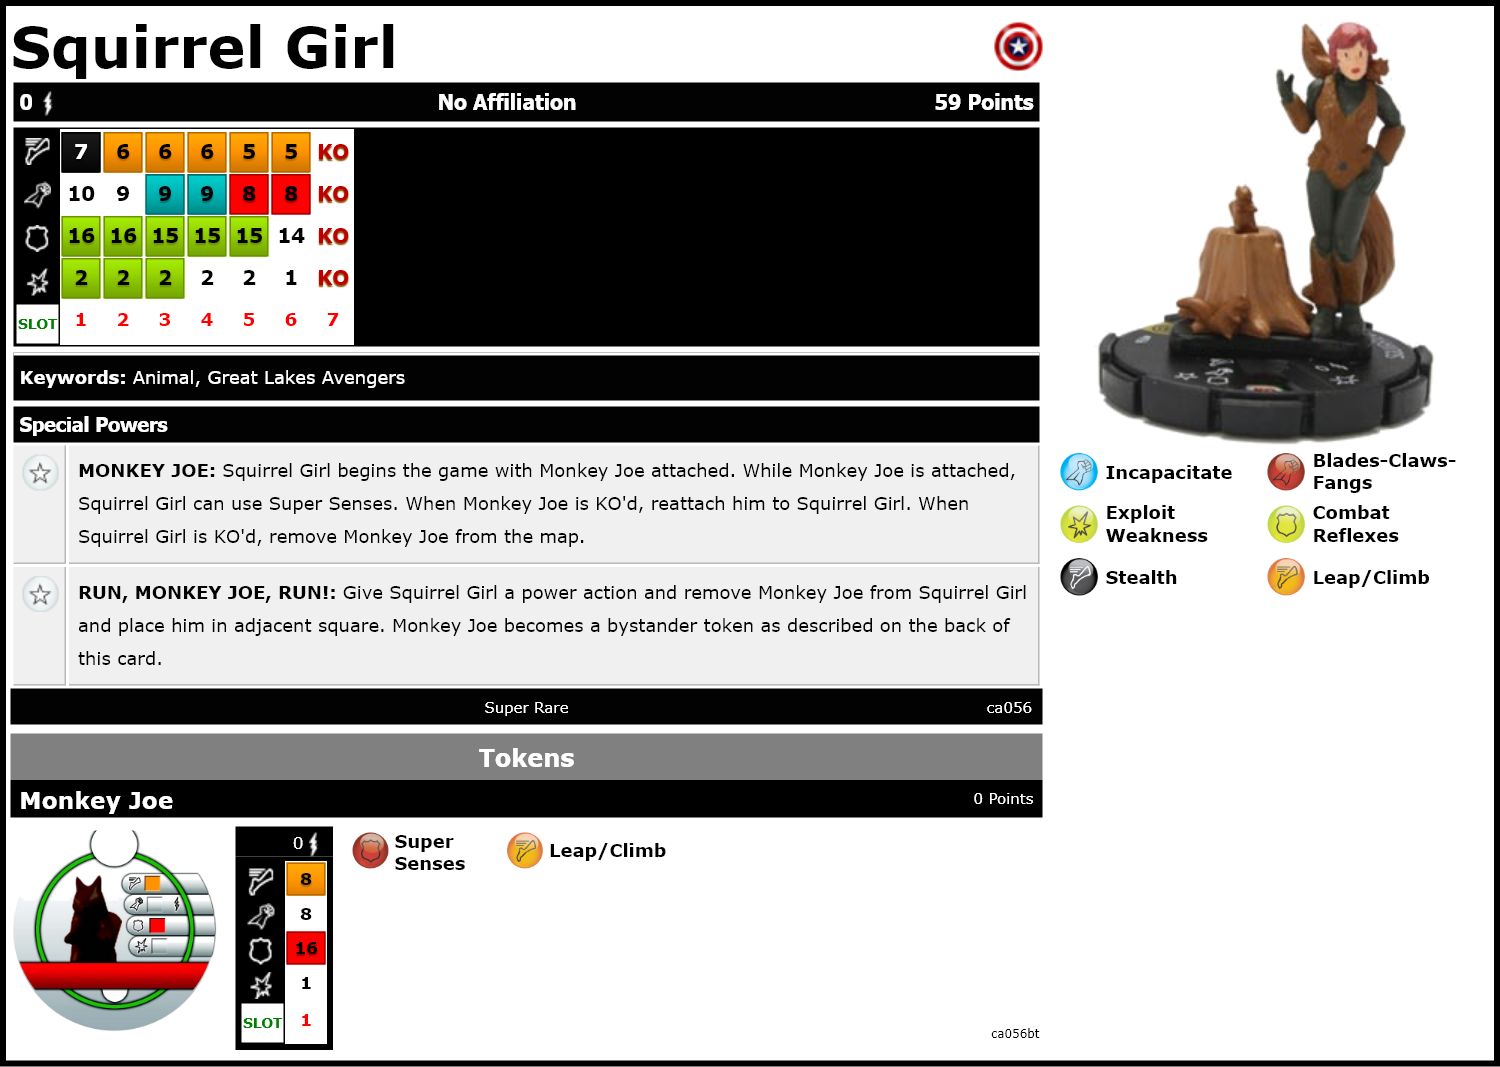 Squirrel Girl
0 No Affiliation 59 Points
7 6 6 6 5 5 KO
10 9 9 9 8 8 KO
16 16 15 15 15 14 KO
2 2 2 2 2 1 KO
SLOT 1 2 3 4 5 6 7
Keywords: Animal, Great Lakes Avengers
Special Powers
MONKEY JOE: Squirrel Girl begins the game with Monkey Joe attached. While Monkey Joe is attached,
Squirrel Girl can use Super Senses. When Monkey Joe is KO'd, reattach him to Squirrel Girl. When
Squirrel Girl is KO'd, remove Monkey Joe from the map.
RUN, MONKEY JOE, RUN!: Give Squirrel Girl a power action and remove Monkey Joe from Squirrel Girl
and place him in adjacent square. Monkey Joe becomes a bystander token as described on the back of
this card.
Super Rare ca056
Incapacitate
Blades-Claws-
Fangs
Exploit
Weakness
Combat
Reflexes
Stealth
Leap/Climb
Tokens
Monkey Joe 0 Points
0
8
8
16
1
SLOT 1
Super
Senses
Leap/Climb
ca056bt